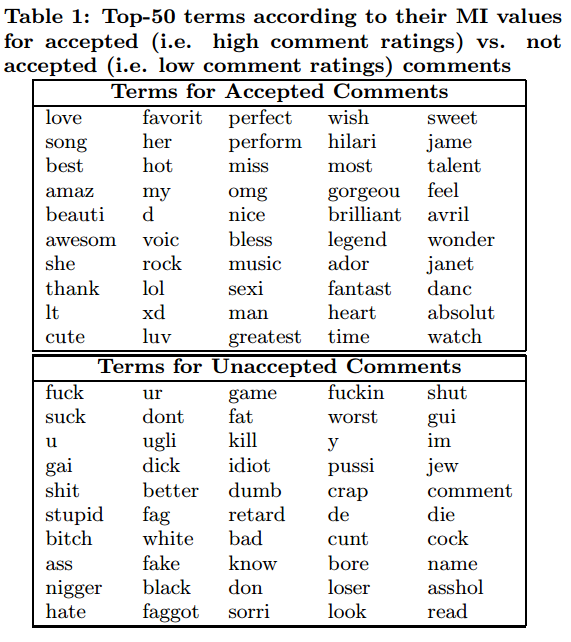 Table 1: Top-50 terms according to their MI values
for accepted (i.e. high comment ratings) vs. not
accepted (i.e. low comment ratings) comments
Terms for Accepted Comments
love favorit perfect wish sweet
song her perform hilari jame
best hot miss most talent
amaz my omg gorgeou feel
beauti d nice brilliant avril
awesom voic bless legend wonder
she rock music ador janet
thank lol sexi fantast danc
lt xd man heart absolut
cute luv greatest time watch
Terms for Unaccepted Comments
fuck ur game fuckin shut
suck dont fat worst gui
u ugli kill y im
gai dick idiot pussi jew
shit better dumb crap comment
stupid fag retard de die
bitch white bad cunt cock
ass fake know bore name
nigger black don loser asshol
hate faggot sorri look read